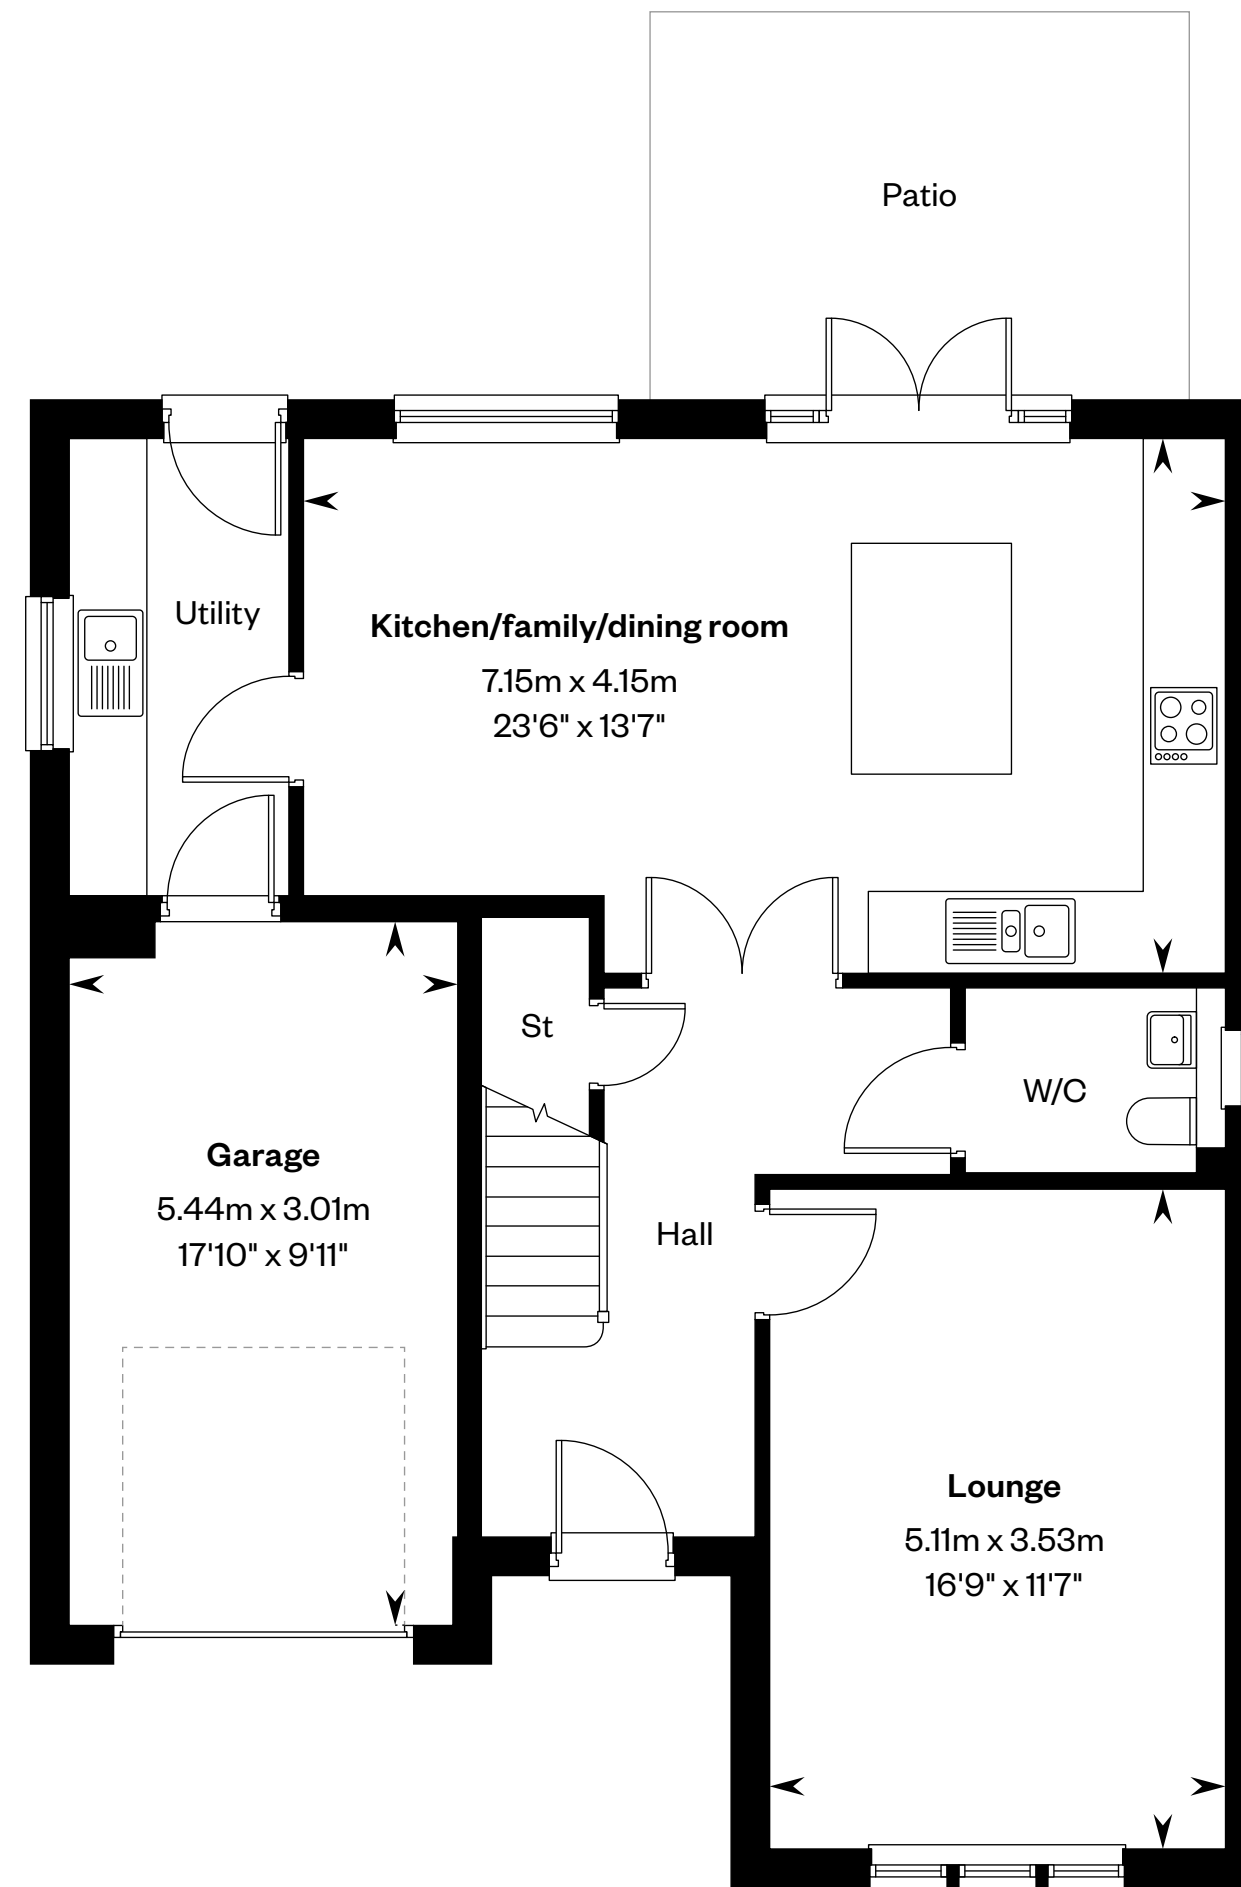 Patio
Utility
Kitchen/family/dining room
7.15m x 4.15m
23'6" x 13'7"
St
W/C
Garage
5.44m x 3.01m
17'10" x 9'11"
Hall
Lounge
5.11m x 3.53m
16'9" x 11'7"